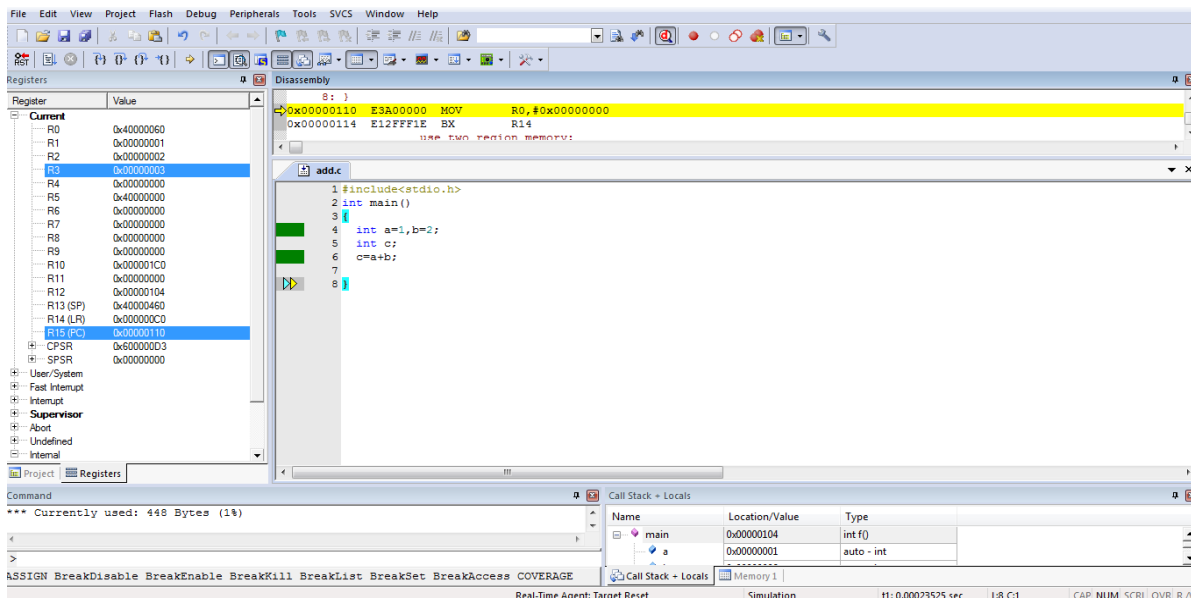 File Edit View Project Flash Debug Peripherals Tools SVCS Window Help
RST
Registers
Register Value
Current
R0 0x40000060
R1 0x00000001
R2 0x00000002
R3 0x00000003
R4 0x00000000
R5 0x40000000
R6 0x00000000
R7 0x00000000
R8 0x00000000
R9 0x00000000
R10 0x000001C0
R11 0x00000000
R12 0x00000104
R13 (SP) 0x40000460
R14 (LR) 0x000000C0
R15 (PC) 0x00000110
CPSR 0x600000D3
SPSR 0x00000000
User/System
Fast Interrupt
Interrupt
Supervisor
Abort
Undefined
Internal
Project Registers
Disassembly
8: }
0x00000110 E3A00000 MOV R0,#0x00000000
0x00000114 E12FFF1E BX R14
use two region memory:
add.c
1 #include<stdio.h>
2 int main()
3 {
4 int a=1,b=2;
5 int c;
6 c=a+b;
7
8 }
Command
*** Currently used: 448 Bytes (1%)
>
ASSIGN BreakDisable BreakEnable BreakKill BreakList BreakSet BreakAccess COVERAGE
Call Stack + Locals
Name Location/Value Type
main 0x00000104 int f()
a 0x00000001 auto - int
Call Stack + Locals Memory 1
Real-Time Agent: Target Reset Simulation t1: 0.00023525 sec L:8 C:1 CAP NUM SCRL OVR R